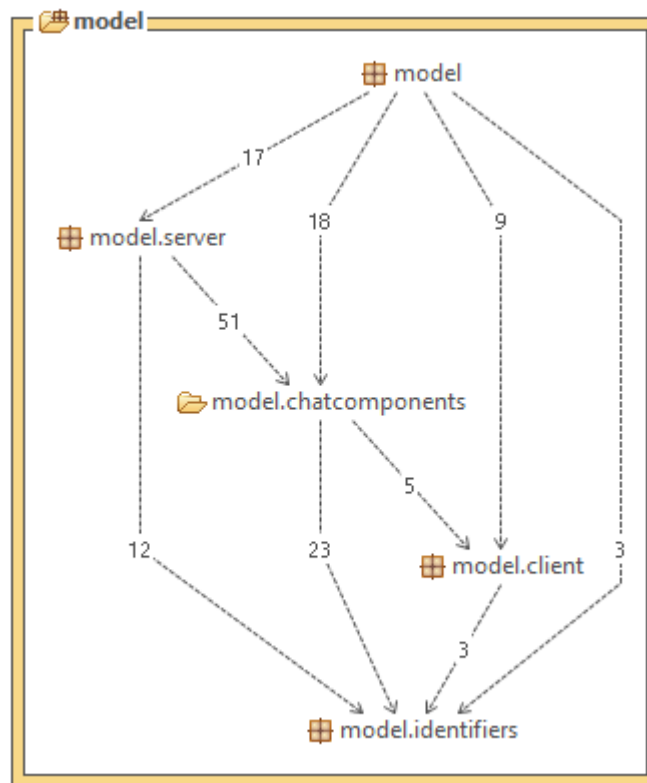 model
model
17
18
9
model.server
51
model.chatcomponents
5
12
23
3
model.client
3
model.identifiers